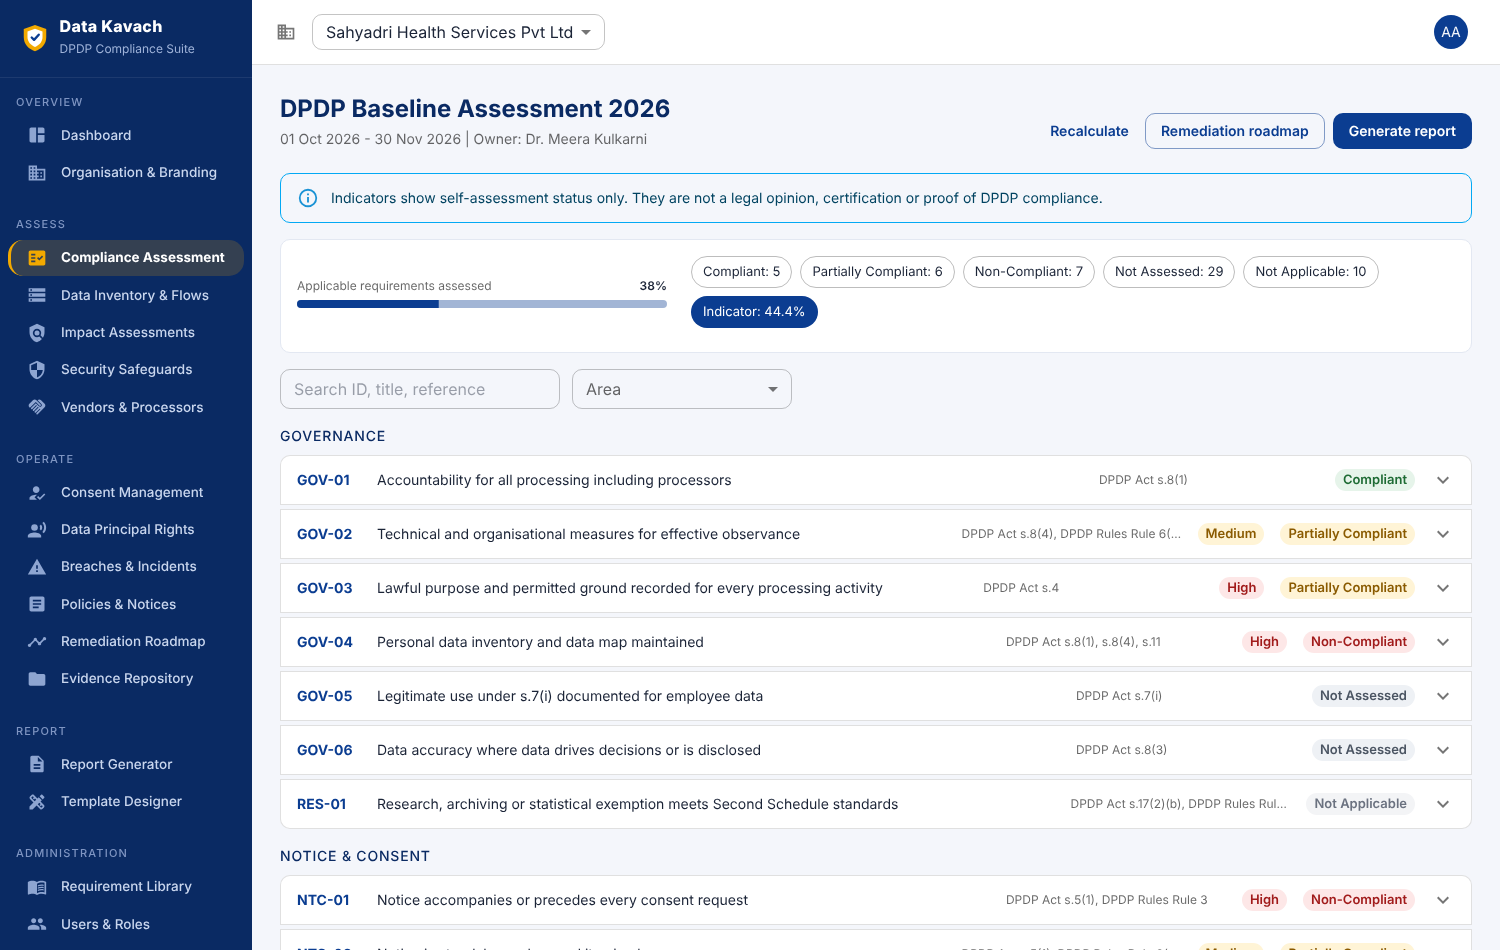 Data Kavach
DPDP Compliance Suite
OVERVIEW
Dashboard
Organisation & Branding
ASSESS
Compliance Assessment
Data Inventory & Flows
Impact Assessments
Security Safeguards
Vendors & Processors
OPERATE
Consent Management
Data Principal Rights
Breaches & Incidents
Policies & Notices
Remediation Roadmap
Evidence Repository
REPORT
Report Generator
Template Designer
ADMINISTRATION
Requirement Library
Users & Roles
Sahyadri Health Services Pvt Ltd
AA
DPDP Baseline Assessment 2026
01 Oct 2026 - 30 Nov 2026 | Owner: Dr. Meera Kulkarni
Recalculate
Remediation roadmap
Generate report
Indicators show self-assessment status only. They are not a legal opinion, certification or proof of DPDP compliance.
Applicable requirements assessed 38%
Compliant: 5 Partially Compliant: 6 Non-Compliant: 7 Not Assessed: 29 Not Applicable: 10
Indicator: 44.4%
Search ID, title, reference
Area
GOVERNANCE
GOV-01 Accountability for all processing including processors DPDP Act s.8(1) Compliant
GOV-02 Technical and organisational measures for effective observance DPDP Act s.8(4), DPDP Rules Rule 6(... Medium Partially Compliant
GOV-03 Lawful purpose and permitted ground recorded for every processing activity DPDP Act s.4 High Partially Compliant
GOV-04 Personal data inventory and data map maintained DPDP Act s.8(1), s.8(4), s.11 High Non-Compliant
GOV-05 Legitimate use under s.7(i) documented for employee data DPDP Act s.7(i) Not Assessed
GOV-06 Data accuracy where data drives decisions or is disclosed DPDP Act s.8(3) Not Assessed
RES-01 Research, archiving or statistical exemption meets Second Schedule standards DPDP Act s.17(2)(b), DPDP Rules Rul... Not Applicable
NOTICE & CONSENT
NTC-01 Notice accompanies or precedes every consent request DPDP Act s.5(1), DPDP Rules Rule 3 High Non-Compliant